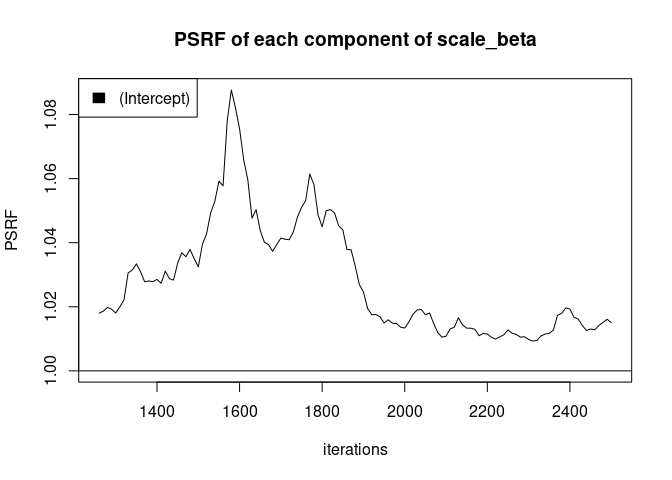 PSRF of each component of scale_beta
(Intercept)
PSRF
1.08
1.06
1.04
1.02
1.00
1400 1600 1800 2000 2200 2400
iterations